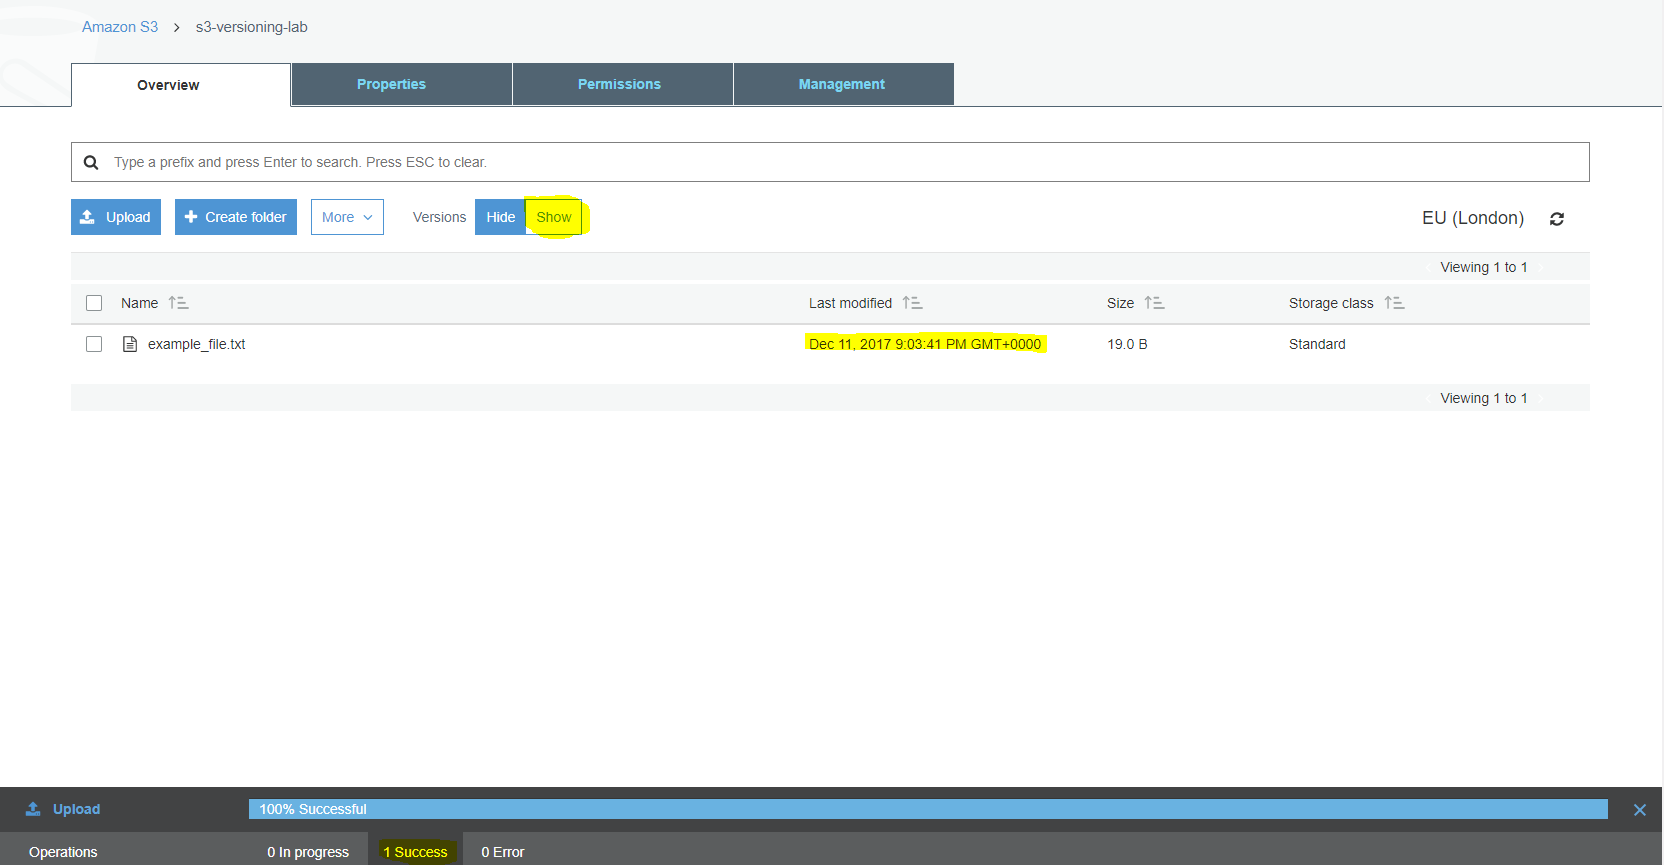 Amazon S3 > s3-versioning-lab
Overview Properties Permissions Management
Type a prefix and press Enter to search. Press ESC to clear.
Upload Create folder More Versions Hide Show EU (London)
Viewing 1 to 1
Name Last modified Size Storage class
example_file.txt Dec 11, 2017 9:03:41 PM GMT+0000 19.0 B Standard
Viewing 1 to 1
Upload 100% Successful
Operations 0 In progress 1 Success 0 Error